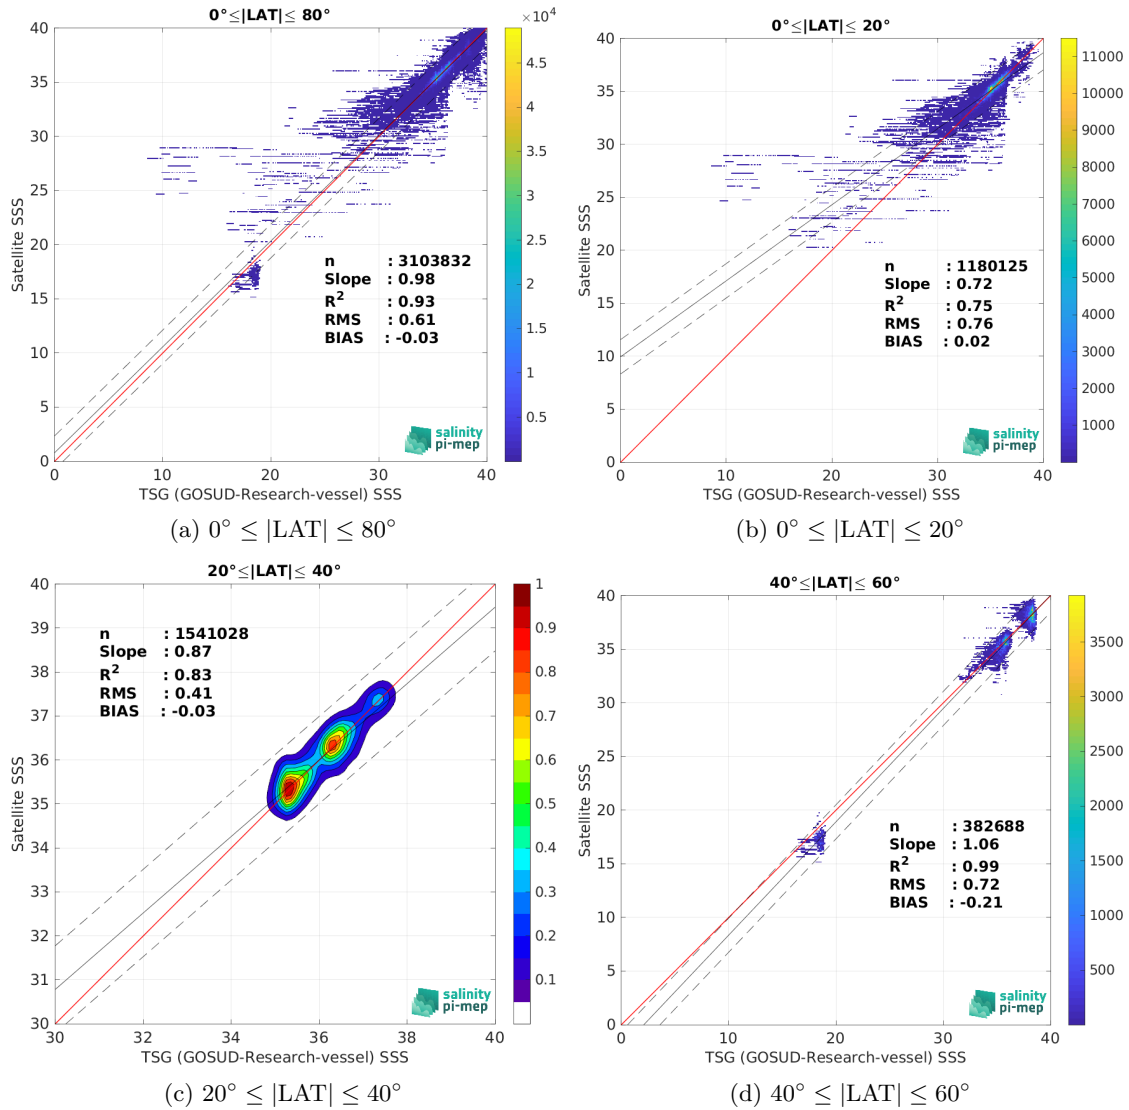 0°≤|LAT|≤ 80°
×10⁴
40
35
30
25
20
15
10
5
0
0 10 20 30 40
Satellite SSS
TSG (GOSUD-Research-vessel) SSS
n : 3103832
Slope : 0.98
R² : 0.93
RMS : 0.61
BIAS : -0.03
salinity
pi-mep
4.5
4
3.5
3
2.5
2
1.5
1
0.5
(a) 0° ≤ |LAT| ≤ 80°
0°≤|LAT|≤ 20°
40
35
30
25
20
15
10
5
0
0 10 20 30 40
Satellite SSS
TSG (GOSUD-Research-vessel) SSS
n : 1180125
Slope : 0.72
R² : 0.75
RMS : 0.76
BIAS : 0.02
salinity
pi-mep
11000
10000
9000
8000
7000
6000
5000
4000
3000
2000
1000
(b) 0° ≤ |LAT| ≤ 20°
20°≤|LAT|≤ 40°
40
39
38
37
36
35
34
33
32
31
30
30 32 34 36 38 40
Satellite SSS
TSG (GOSUD-Research-vessel) SSS
n : 1541028
Slope : 0.87
R² : 0.83
RMS : 0.41
BIAS : -0.03
salinity
pi-mep
1
0.9
0.8
0.7
0.6
0.5
0.4
0.3
0.2
0.1
(c) 20° ≤ |LAT| ≤ 40°
40°≤|LAT|≤ 60°
40
35
30
25
20
15
10
5
0
0 10 20 30 40
Satellite SSS
TSG (GOSUD-Research-vessel) SSS
n : 382688
Slope : 1.06
R² : 0.99
RMS : 0.72
BIAS : -0.21
salinity
pi-mep
3500
3000
2500
2000
1500
1000
500
(d) 40° ≤ |LAT| ≤ 60°